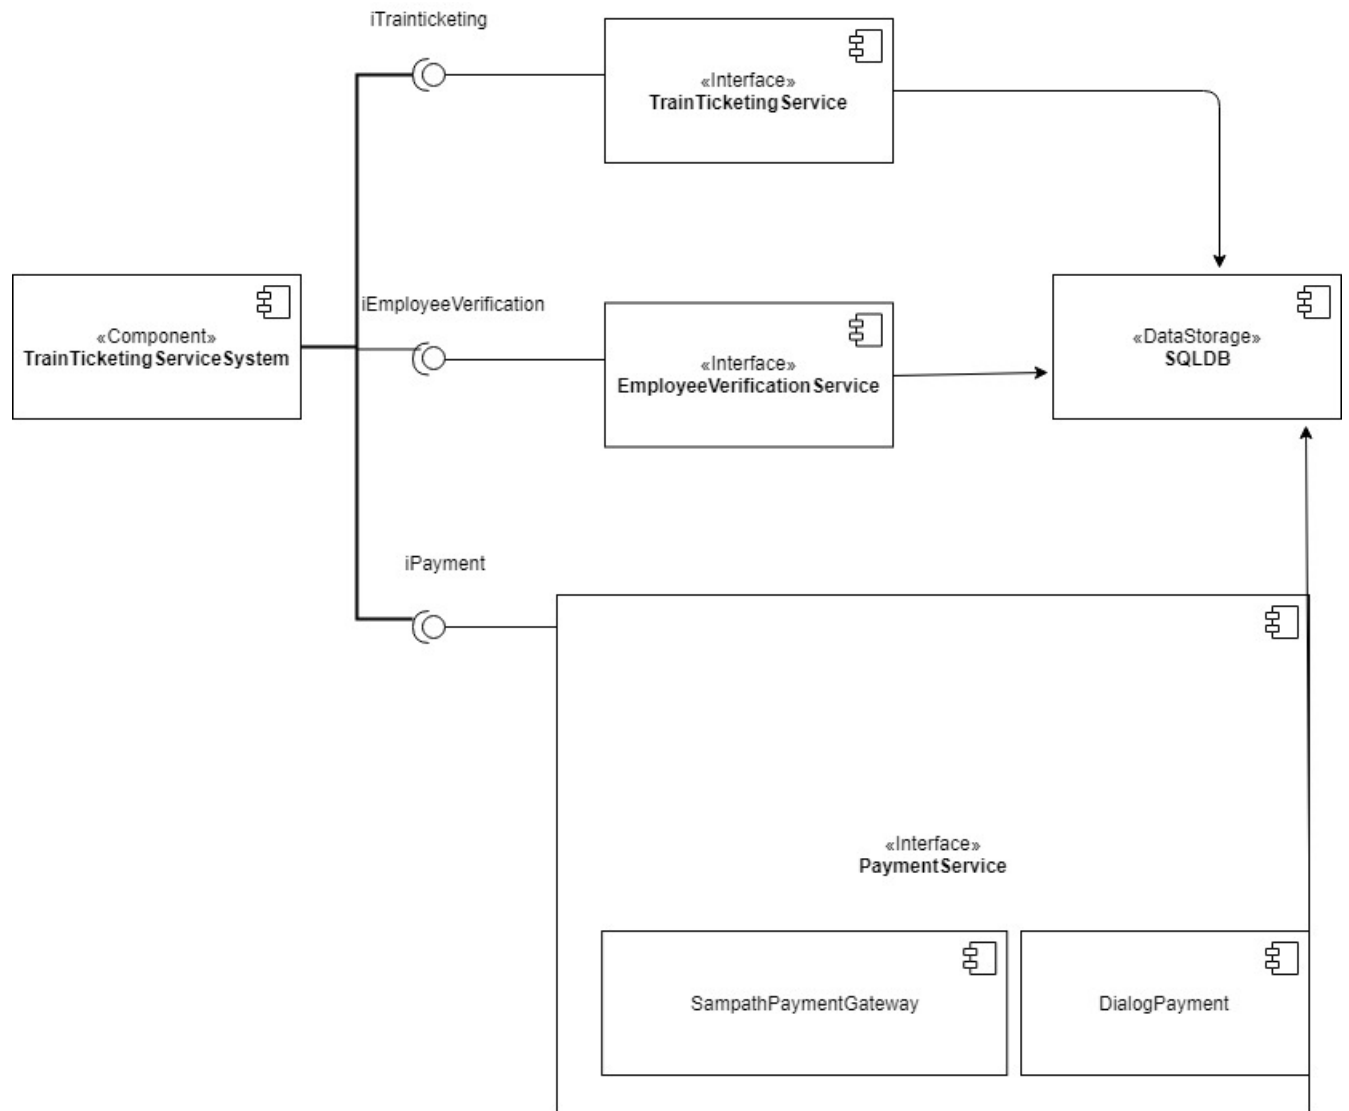 iTrainticketing
«Interface»
TrainTicketingService
iEmployeeVerification
«Component»
TrainTicketingServiceSystem
«Interface»
EmployeeVerificationService
«DataStorage»
SQLDB
iPayment
«Interface»
PaymentService
SampathPaymentGateway
DialogPayment